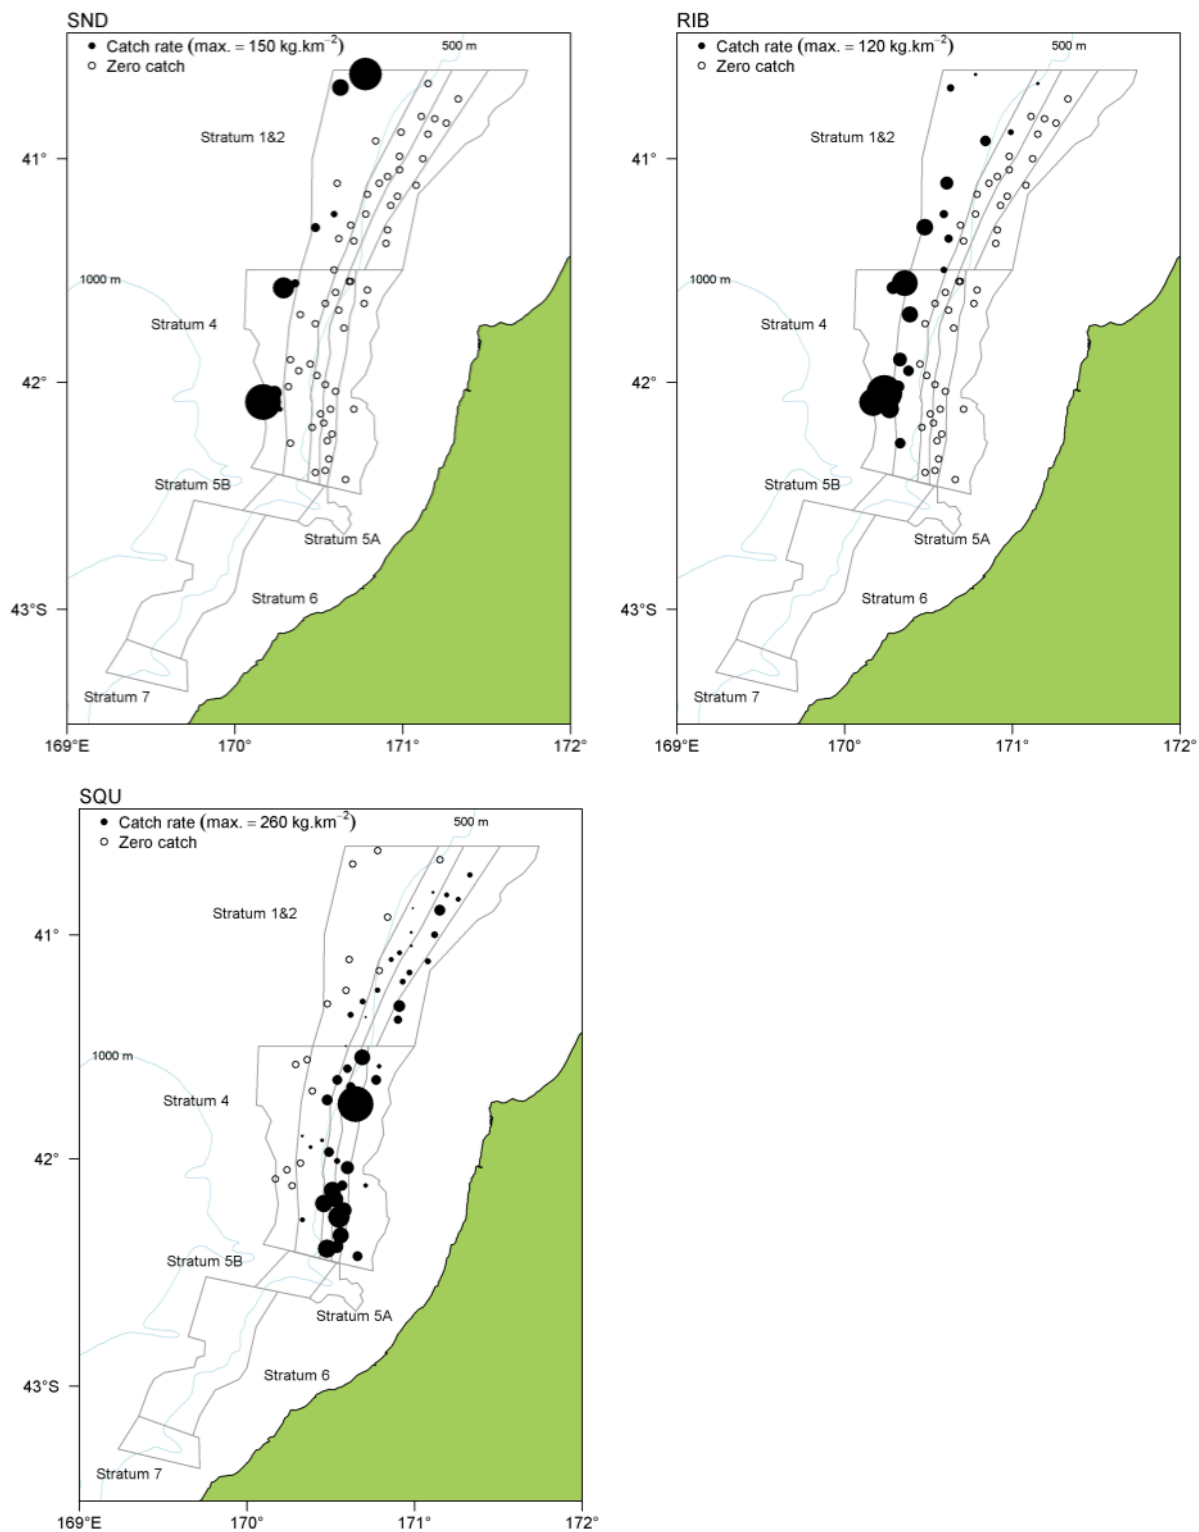 SND
Catch rate (max. = 150 kg.km⁻²)
500 m
Zero catch
Stratum 1&2
41°
1000 m
Stratum 4
42°
Stratum 5B
Stratum 5A
Stratum 6
43°S
Stratum 7
169°E 170° 171° 172°
RIB
Catch rate (max. = 120 kg.km⁻²)
500 m
Zero catch
Stratum 1&2
41°
1000 m
Stratum 4
42°
Stratum 5B
Stratum 5A
Stratum 6
43°S
Stratum 7
169°E 170° 171° 172°
SQU
Catch rate (max. = 260 kg.km⁻²)
500 m
Zero catch
Stratum 1&2
41°
1000 m
Stratum 4
42°
Stratum 5B
Stratum 5A
Stratum 6
43°S
Stratum 7
169°E 170° 171° 172°